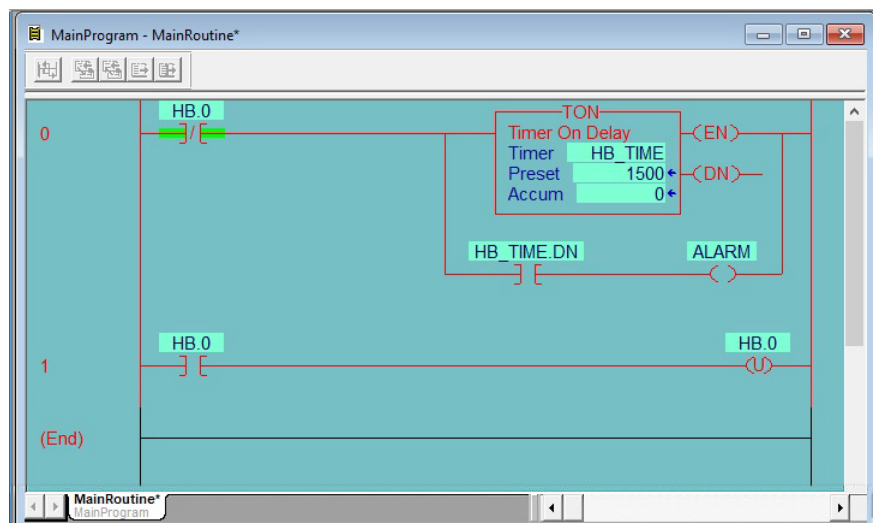 MainProgram - MainRoutine*
HB.0
TON
0
Timer On Delay
EN
Timer HB_TIME
Preset 1500
DN
Accum 0
HB_TIME.DN
ALARM
HB.0
HB.0
1
U
(End)
MainRoutine*
MainProgram